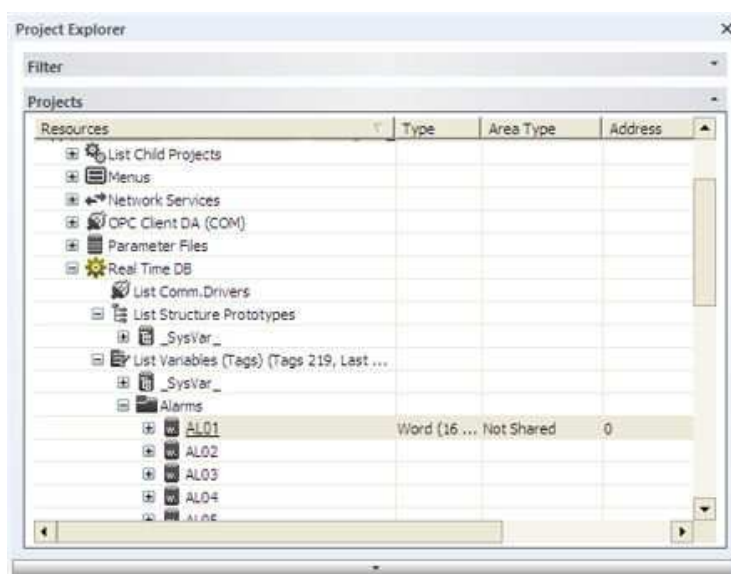 Project Explorer
Filter
Projects
Resources Type Area Type Address
List Child Projects
Menus
Network Services
OPC Client DA (COM)
Parameter Files
Real Time DB
List Comm.Drivers
List Structure Prototypes
_SysVar_
List Variables (Tags) (Tags 219, Last ...
_SysVar_
Alarms
AL01 Word (16 ... Not Shared 0
AL02
AL03
AL04